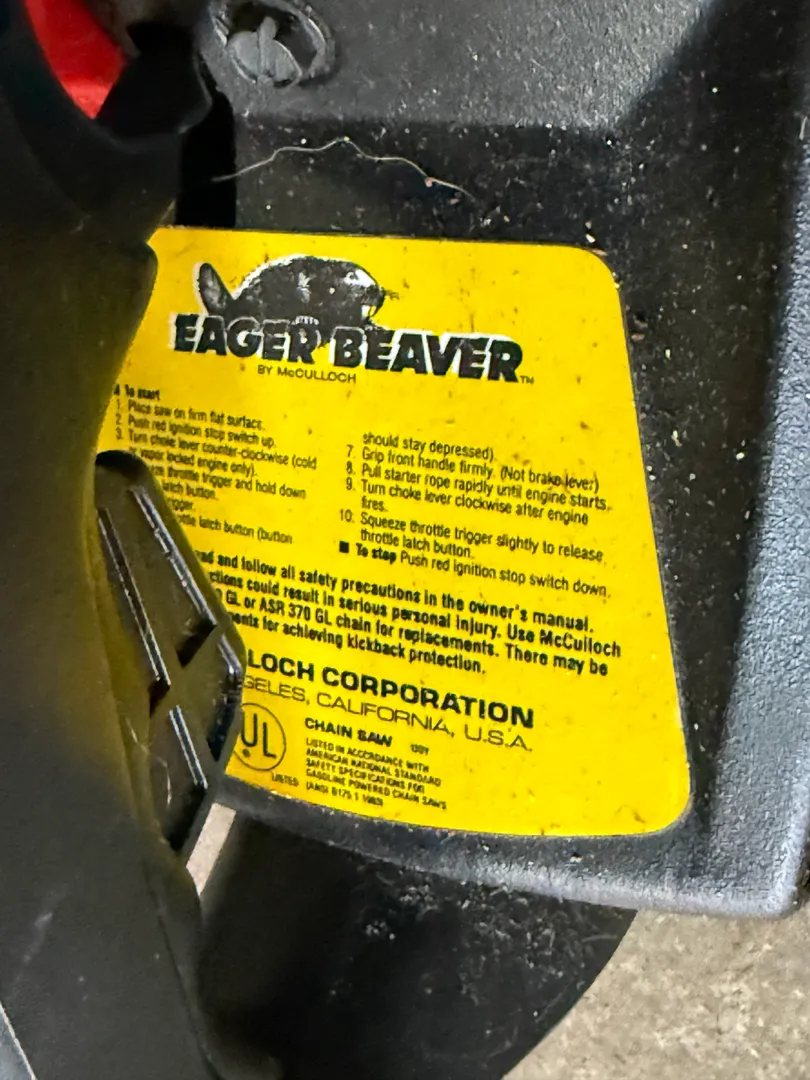 EAGER BEAVER™
BY McCULLOCH
To start
1. Place saw on firm flat surface.
2. Push red ignition stop switch up.
3. Turn choke lever counter-clockwise (cold
vapor locked engine only).
throttle trigger and hold down
latch button.
trigger.
latch button (button
should stay depressed)
7. Grip front handle firmly. (Not brake lever)
8. Pull starter rope rapidly until engine starts.
9. Turn choke lever clockwise after engine
fires.
10. Squeeze throttle trigger slightly to release
throttle latch button.
■ To stop Push red ignition stop switch down.
and follow all safety precautions in the owner's manual.
could result in serious personal injury. Use McCulloch
GL or ASR 370 GL chain for replacements. There may be
for achieving kickback protection.
LOCH CORPORATION
GELES, CALIFORNIA, U.S.A.
UL
LISTED
CHAIN SAW
LISTED IN ACCORDANCE WITH
AMERICAN NATIONAL STANDARD
SAFETY SPECIFICATIONS FOR
GASOLINE POWERED CHAIN SAWS
(ANSI B175.1